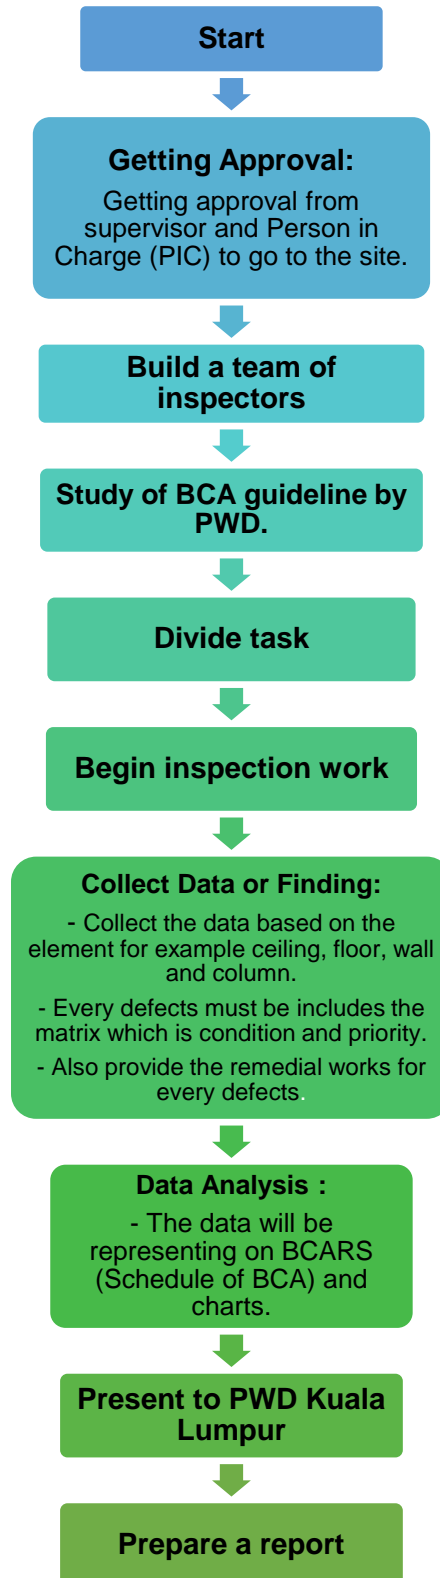 Start
Getting Approval:
Getting approval from
supervisor and Person in
Charge (PIC) to go to the site.
Build a team of
inspectors
Study of BCA guideline by
PWD.
Divide task
Begin inspection work
Collect Data or Finding:
- Collect the data based on the
element for example ceiling, floor, wall
and column.
- Every defects must be includes the
matrix which is condition and priority.
- Also provide the remedial works for
every defects.
Data Analysis :
- The data will be
representing on BCARS
(Schedule of BCA) and
charts.
Present to PWD Kuala
Lumpur
Prepare a report